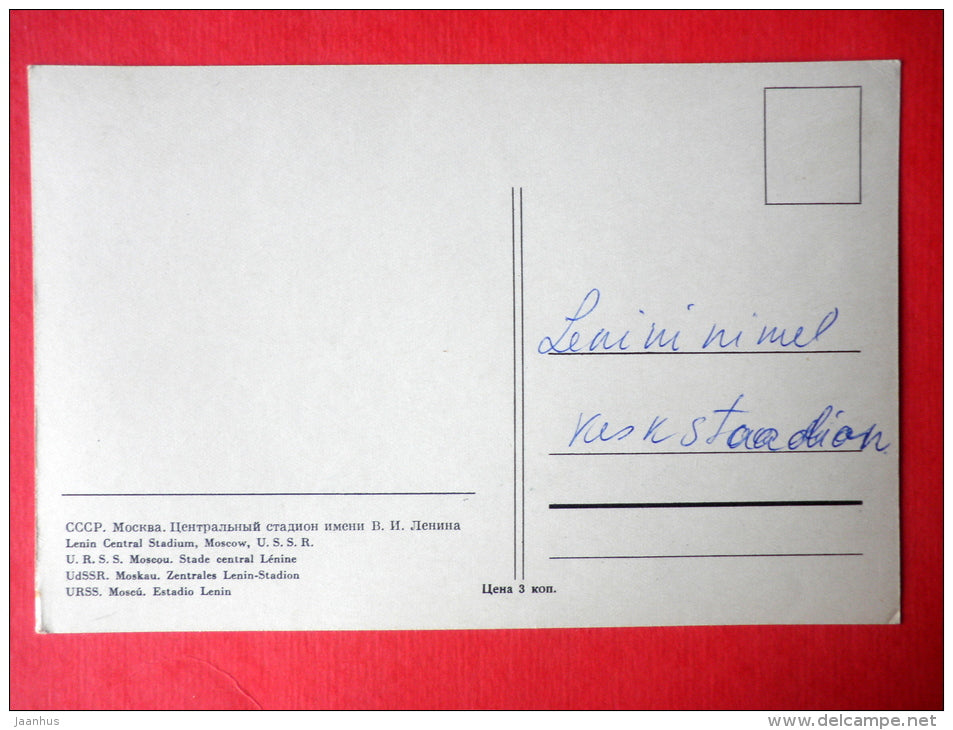 Lenini nimel
keskstaadion
СССР. Москва. Центральный стадион имени В. И. Ленина
Lenin Central Stadium, Moscow, U. S. S. R.
U. R. S. S. Moscou. Stade central Lénine
UdSSR. Moskau. Zentrales Lenin-Stadion
URSS. Moscú. Estadio Lenin
Цена 3 коп.
Jaanhus
www.delcampe.net